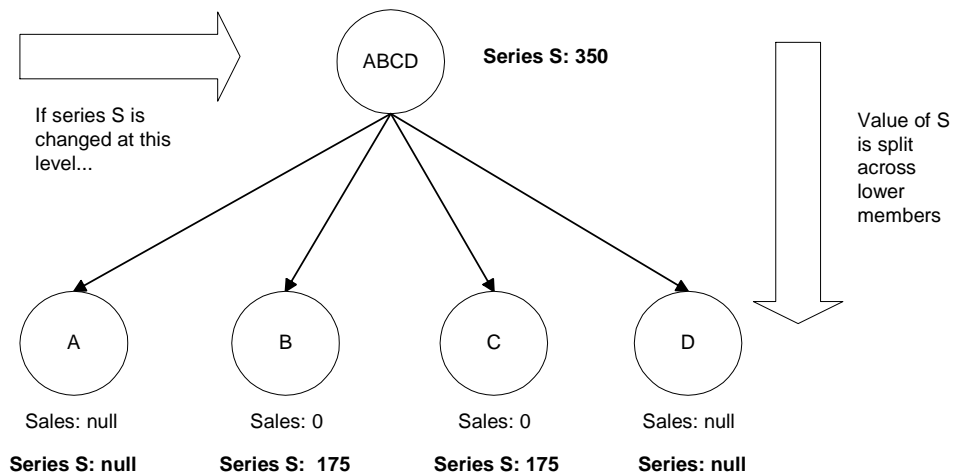 ABCD
Series S: 350
If series S is
changed at this
level...
Value of S
is split
across
lower
members
A
B
C
D
Sales: null
Sales: 0
Sales: 0
Sales: null
Series S: null
Series S:  175
Series S: 175
Series: null